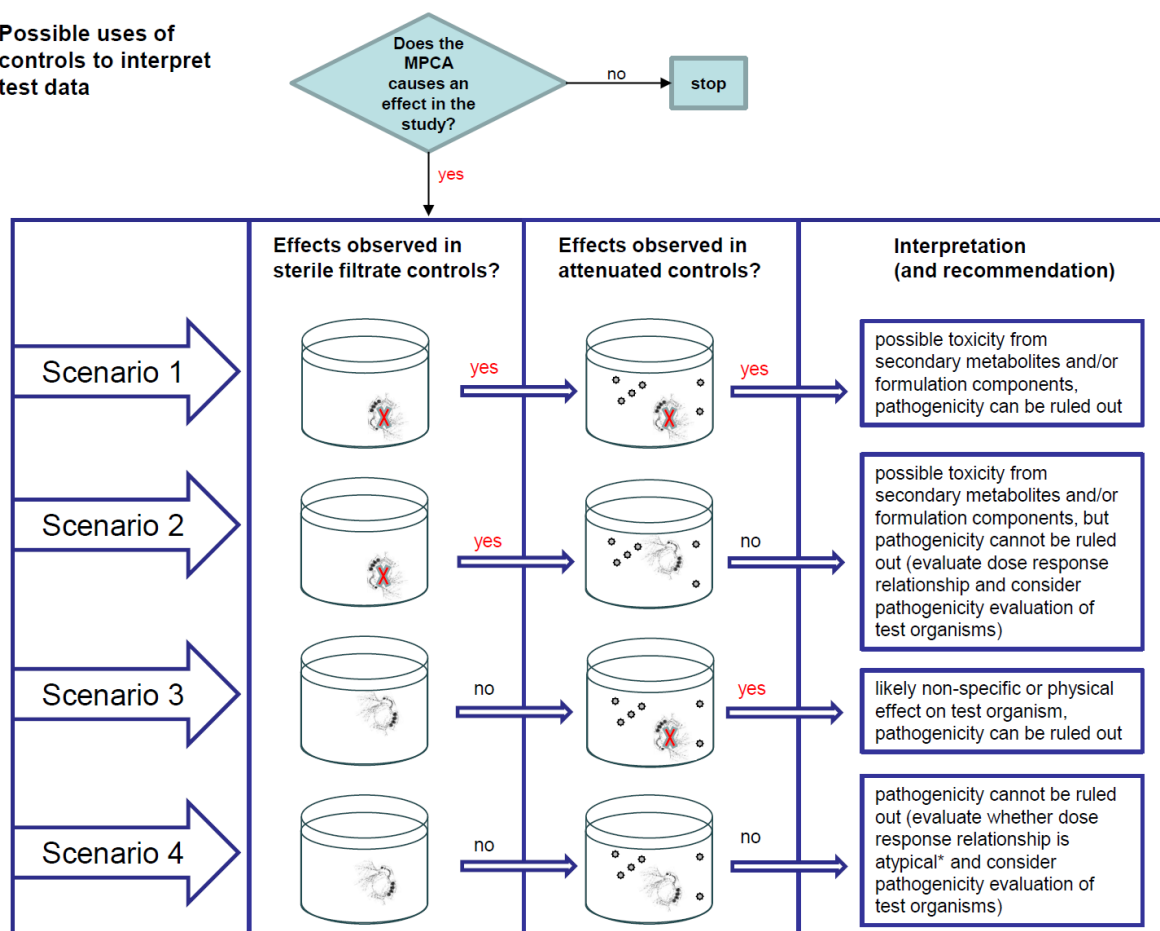 Possible uses of
controls to interpret
test data
Does the
MPCA
causes an
effect in the
study?
no
stop
yes
Effects observed in
sterile filtrate controls?
Effects observed in
attenuated controls?
Interpretation
(and recommendation)
Scenario 1
yes
X
yes
X
possible toxicity from
secondary metabolites and/or
formulation components,
pathogenicity can be ruled out
Scenario 2
yes
X
no
possible toxicity from
secondary metabolites and/or
formulation components, but
pathogenicity cannot be ruled
out (evaluate dose response
relationship and consider
pathogenicity evaluation of
test organisms)
Scenario 3
no
yes
X
likely non-specific or physical
effect on test organism,
pathogenicity can be ruled out
Scenario 4
no
no
pathogenicity cannot be ruled
out (evaluate whether dose
response relationship is
atypical* and consider
pathogenicity evaluation of
test organisms)